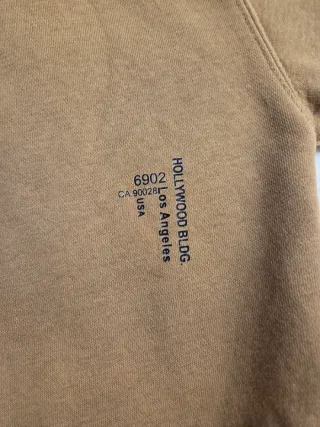 HOLLYWOOD BLDG.
6902 Los Angeles
CA.90028
USA